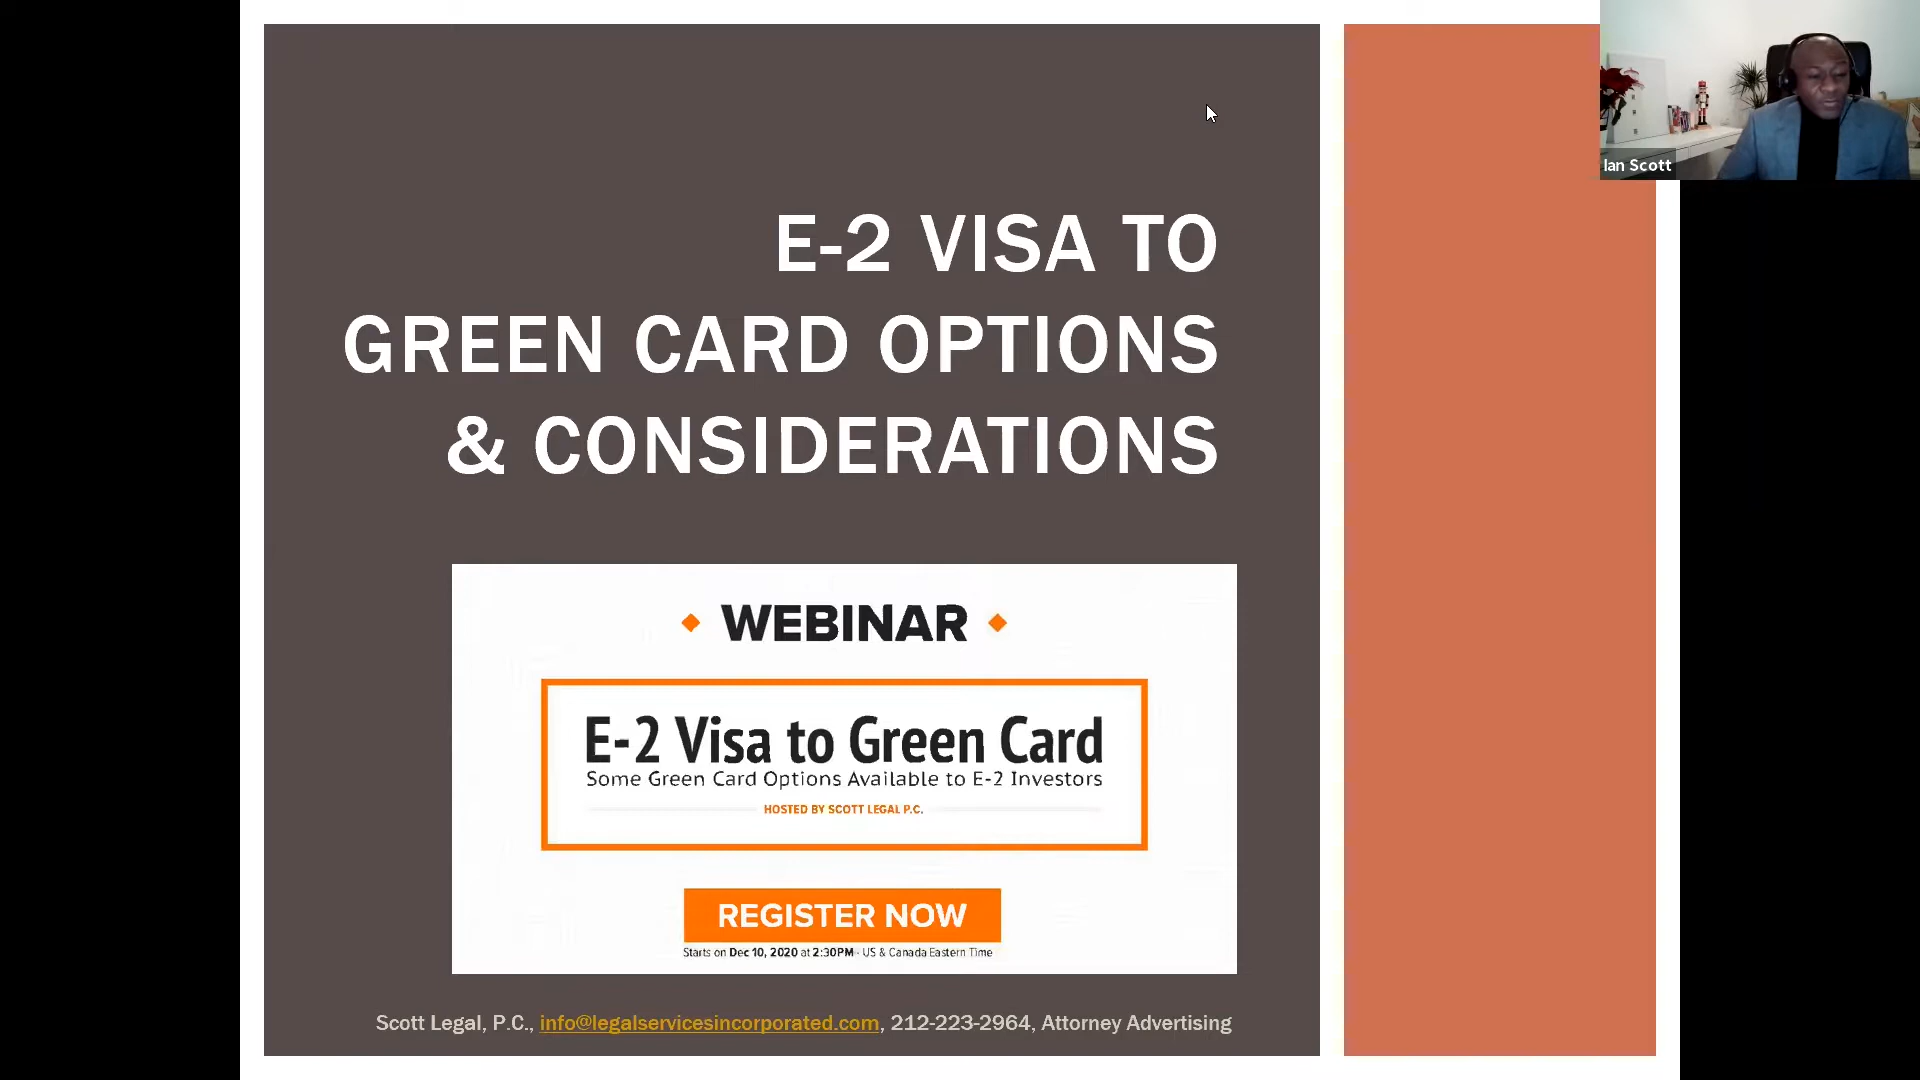 E-2 VISA TO
GREEN CARD OPTIONS
& CONSIDERATIONS
WEBINAR
E-2 Visa to Green Card
Some Green Card Options Available to E-2 Investors
HOSTED BY SCOTT LEGAL P.C.
REGISTER NOW
Starts on Dec 10, 2020 at 2:30PM - US & Canada Eastern Time
Scott Legal, P.C., info@legalservicesincorporated.com, 212-223-2964, Attorney Advertising
Ian Scott